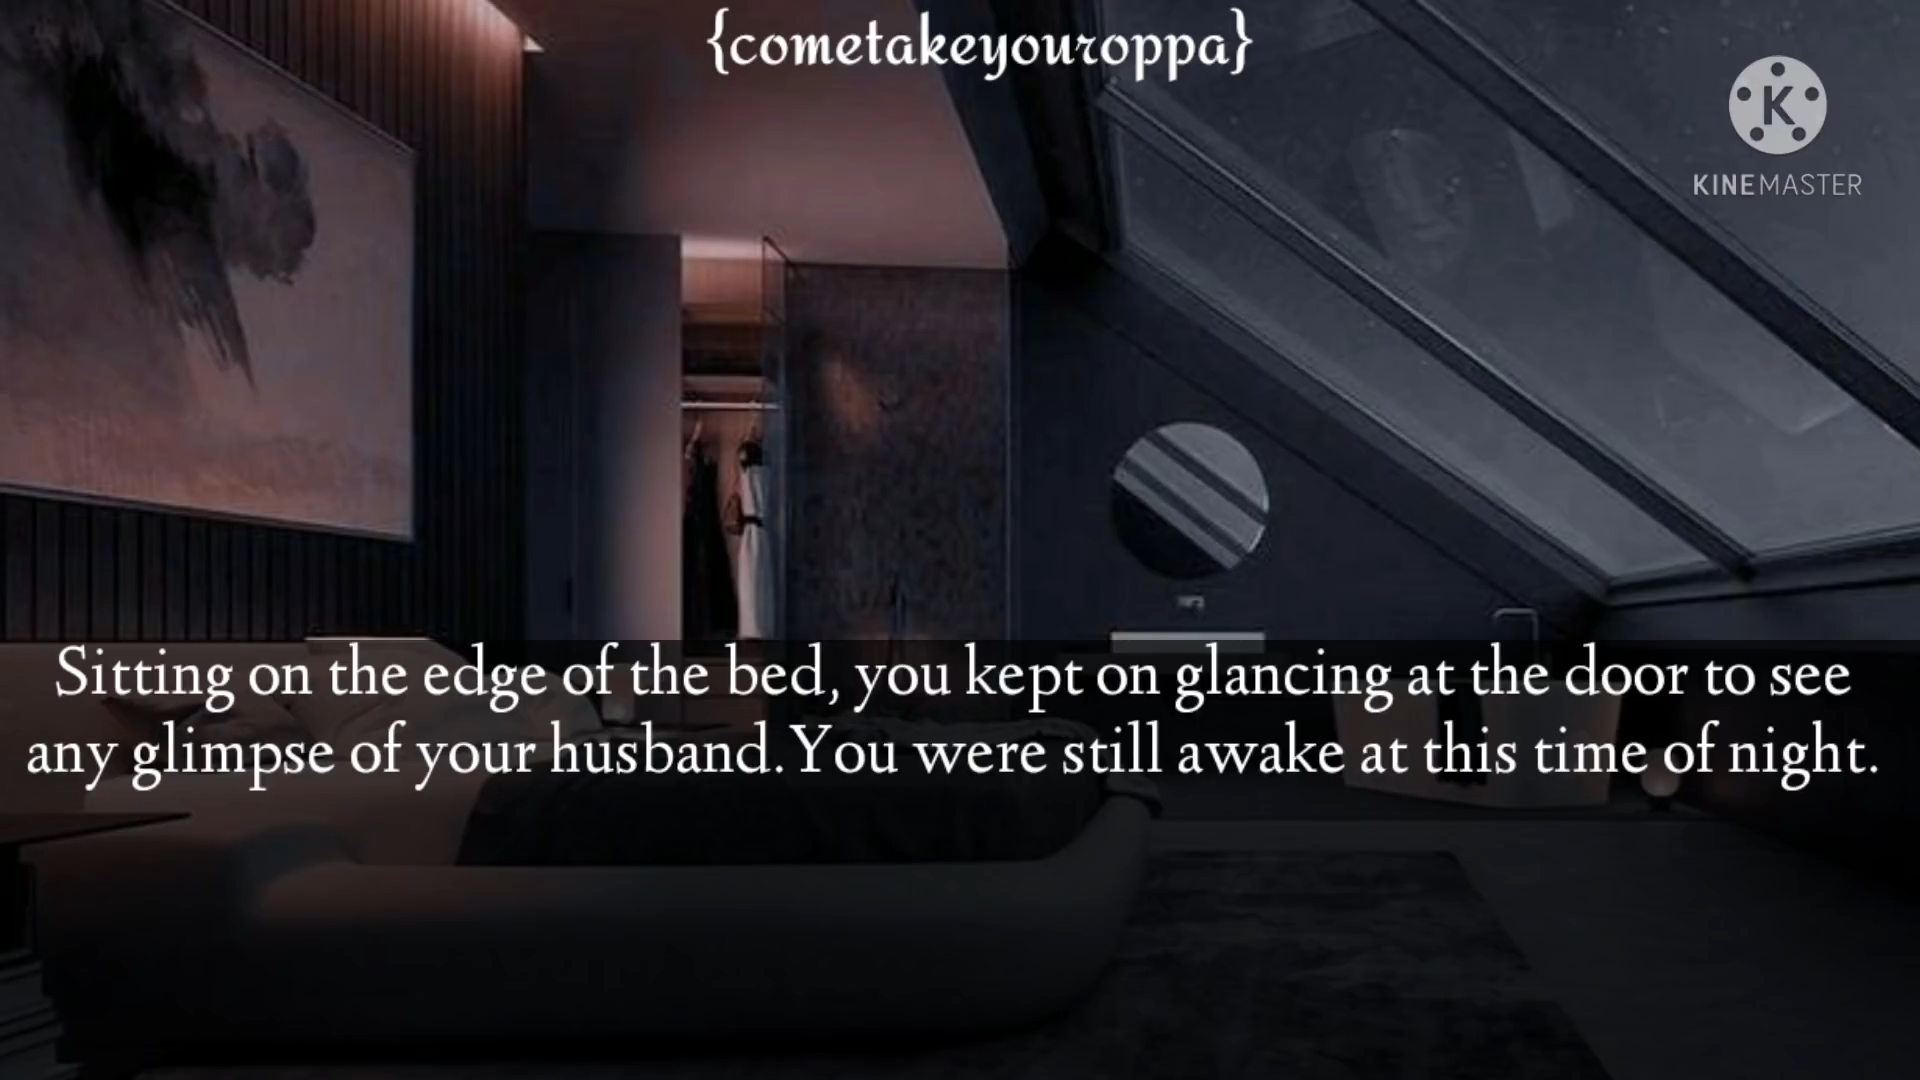 {cometakeyouroppa}
K
KINEMASTER
Sitting on the edge of the bed, you kept on glancing at the door to see
any glimpse of your husband.You were still awake at this time of night.